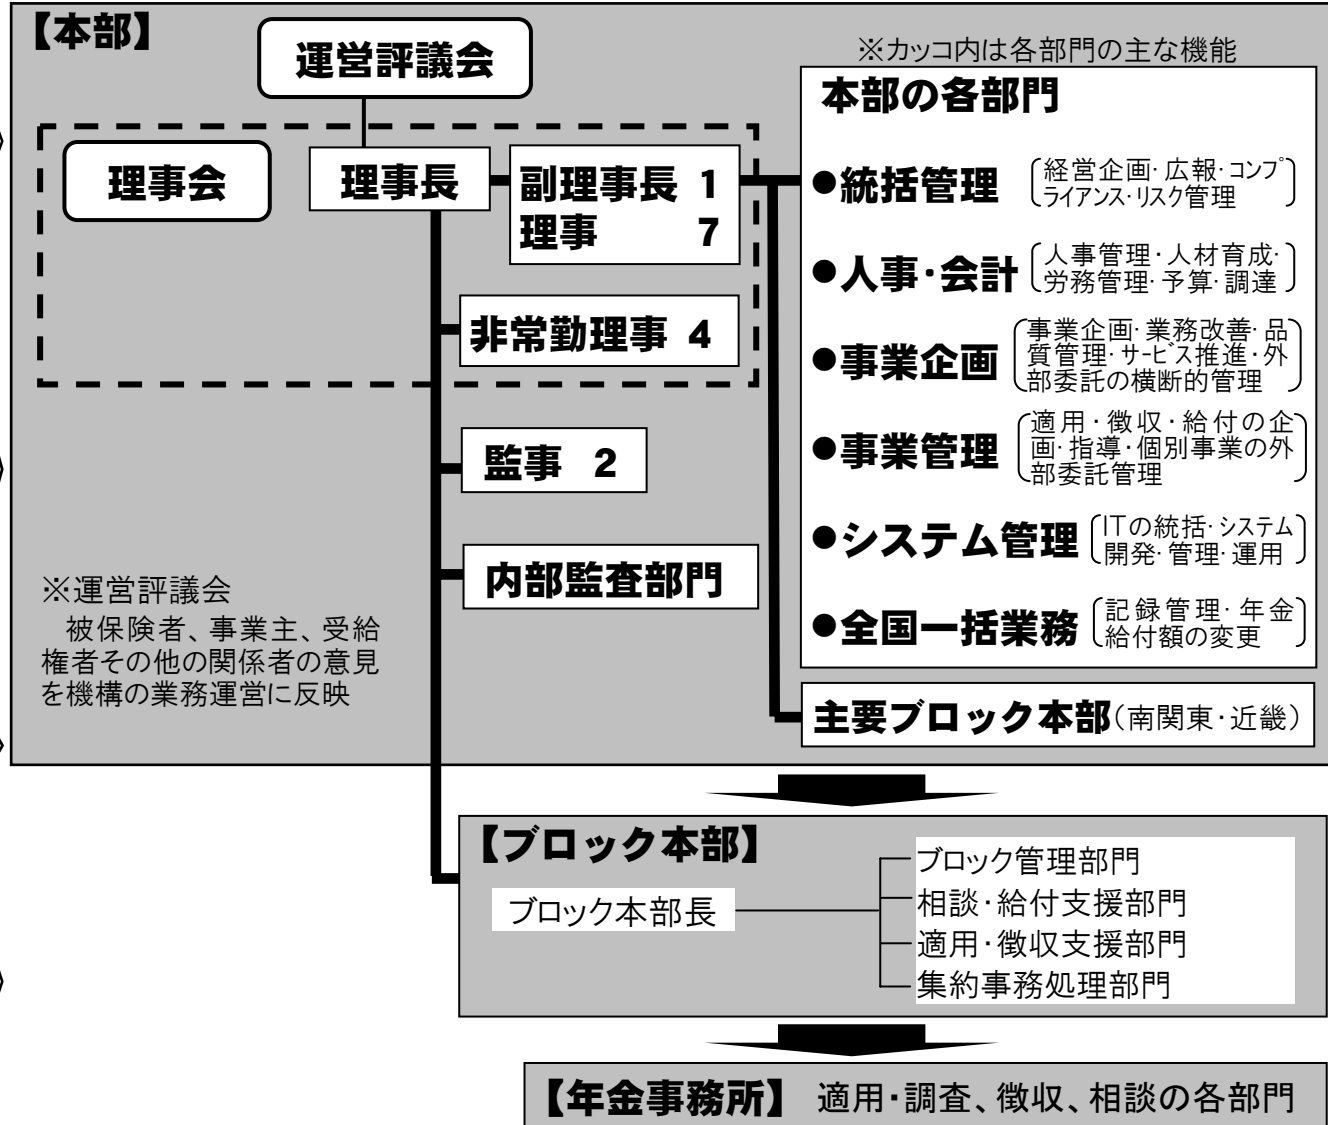 【本部】
運営評議会
※カッコ内は各部門の主な機能
理事会
理事長
副理事長 1
理事 7
非常勤理事 4
監事 2
内部監査部門
※運営評議会
被保険者、事業主、受給
権者その他の関係者の意見
を機構の業務運営に反映
本部の各部門
●統括管理
経営企画・広報・コンプ
ライアンス・リスク管理
●人事・会計
人事管理・人材育成・
労務管理・予算・調達
●事業企画
事業企画・業務改善・品
質管理・サービス推進・外
部委託の横断的管理
●事業管理
適用・徴収・給付の企
画・指導・個別事業の外
部委託管理
●システム管理
ITの統括・システム
開発・管理・運用
●全国一括業務
記録管理・年金
給付額の変更
主要ブロック本部(南関東・近畿)
【ブロック本部】
ブロック本部長
ブロック管理部門
相談・給付支援部門
適用・徴収支援部門
集約事務処理部門
【年金事務所】 適用・調査、徴収、相談の各部門